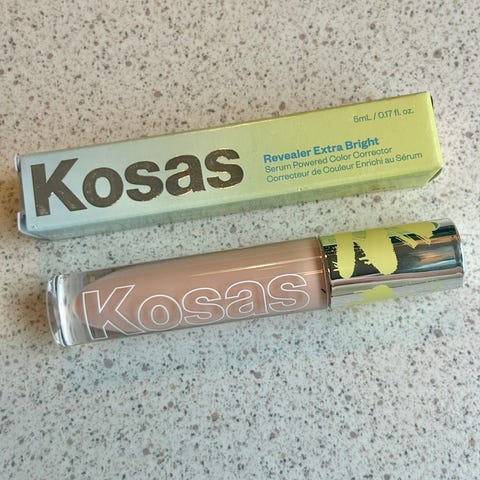 5mL / 0.17 fl. oz.
Kosas
Revealer Extra Bright
Serum Powered Color Corrector
Correcteur de Couleur Enrichi au Sérum
Kosas